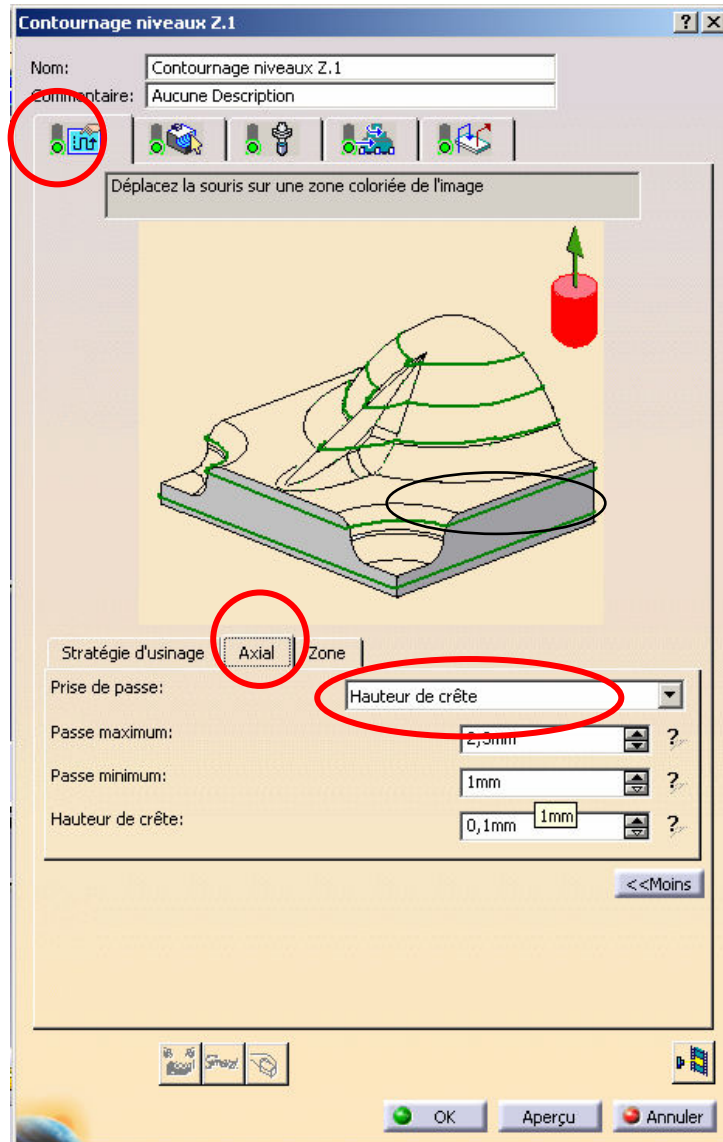 Contournage niveaux Z.1
Nom: Contournage niveaux Z.1
Commentaire: Aucune Description
Déplacez la souris sur une zone coloriée de l'image
Stratégie d'usinage Axial Zone
Prise de passe: Hauteur de crête
Passe maximum: ?
Passe minimum: 1mm ?
Hauteur de crête: 0,1mm 1mm ?
<<Moins
OK Aperçu Annuler